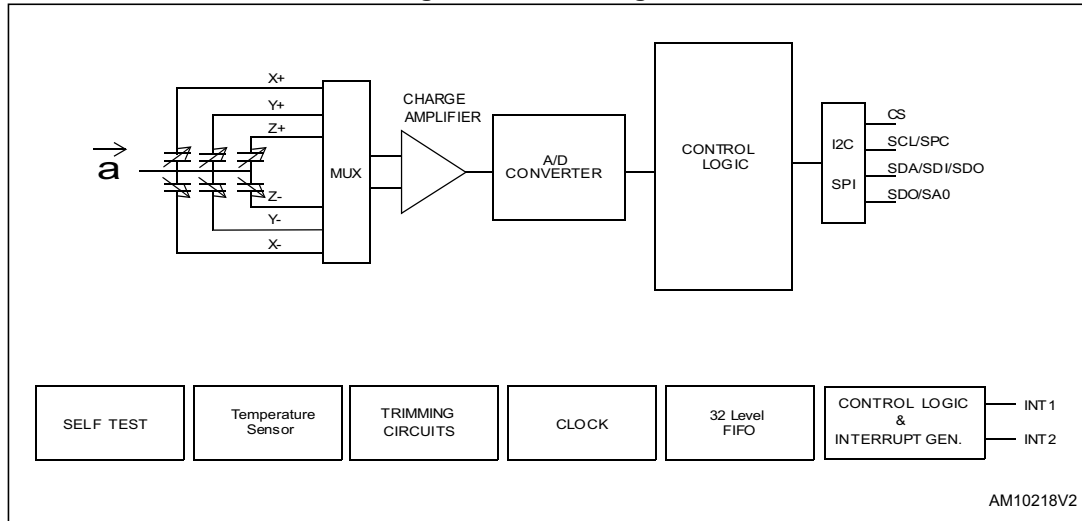 X+
Y+
Z+
a
Z-
Y-
X-
MUX
CHARGE
AMPLIFIER
A/D
CONVERTER
CONTROL
LOGIC
I2C
SPI
CS
SCL/SPC
SDA/SDI/SDO
SDO/SA0
SELF TEST
Temperature
Sensor
TRIMMING
CIRCUITS
CLOCK
32 Level
FIFO
CONTROL LOGIC
&
INTERRUPT GEN.
INT1
INT2
AM10218V2